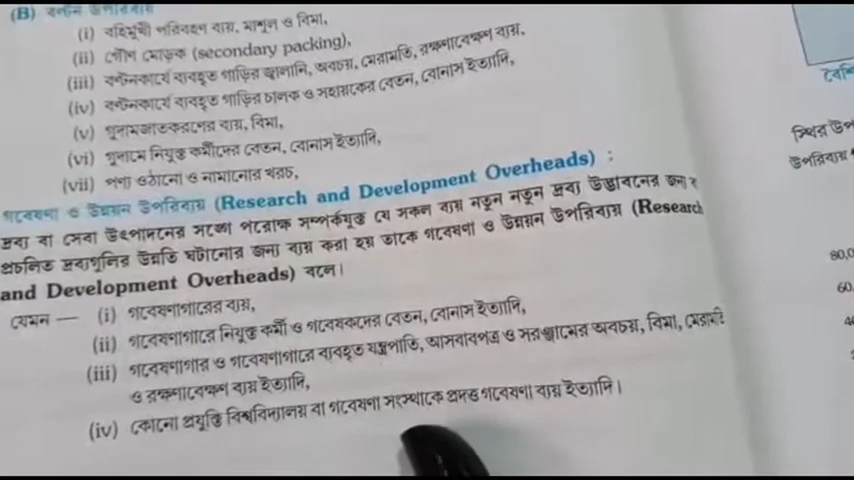 (B) বণ্টন উপরিব্যয়
(i) বহির্মুখী পরিবহণ ব্যয়, মাশুল ও বিমা,
(ii) গৌণ মোড়ক (secondary packing),
(iii) বণ্টনকার্যে ব্যবহৃত গাড়ির জ্বালানি, অবচয়, মেরামতি, রক্ষণাবেক্ষণ ব্যয়,
(iv) বণ্টনকার্যে ব্যবহৃত গাড়ির চালক ও সহায়কের বেতন, বোনাস ইত্যাদি,
(v) গুদামজাতকরণের ব্যয়, বিমা,
(vi) গুদামে নিযুক্ত কর্মীদের বেতন, বোনাস ইত্যাদি,
(vii) পণ্য ওঠানো ও নামানোর খরচ,
গবেষণা ও উন্নয়ন উপরিব্যয় (Research and Development Overheads) :
দ্রব্য বা সেবা উৎপাদনের সঙ্গে পরোক্ষ সম্পর্কযুক্ত যে সকল ব্যয় নতুন নতুন দ্রব্য উদ্ভাবনের জন্য ব
প্রচলিত দ্রব্যগুলির উন্নতি ঘটানোর জন্য ব্যয় করা হয় তাকে গবেষণা ও উন্নয়ন উপরিব্যয় (Research
and Development Overheads) বলে।
যেমন — (i) গবেষণাগারের ব্যয়,
(ii) গবেষণাগারে নিযুক্ত কর্মী ও গবেষকদের বেতন, বোনাস ইত্যাদি,
(iii) গবেষণাগার ও গবেষণাগারে ব্যবহৃত যন্ত্রপাতি, আসবাবপত্র ও সরঞ্জামের অবচয়, বিমা, মেরামতি
ও রক্ষণাবেক্ষণ ব্যয় ইত্যাদি,
(iv) কোনো প্রযুক্তি বিশ্ববিদ্যালয় বা গবেষণা সংস্থাকে প্রদত্ত গবেষণা ব্যয় ইত্যাদি।
স্থির উপ
উপরিব্যয়
80,0
60,